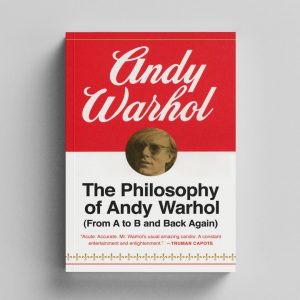 Andy
Warhol
The Philosophy
of Andy Warhol
(From A to B and Back Again)
"Acute. Accurate. Mr. Warhol's usual amazing candor. A constant
entertainment and enlightenment." —TRUMAN CAPOTE